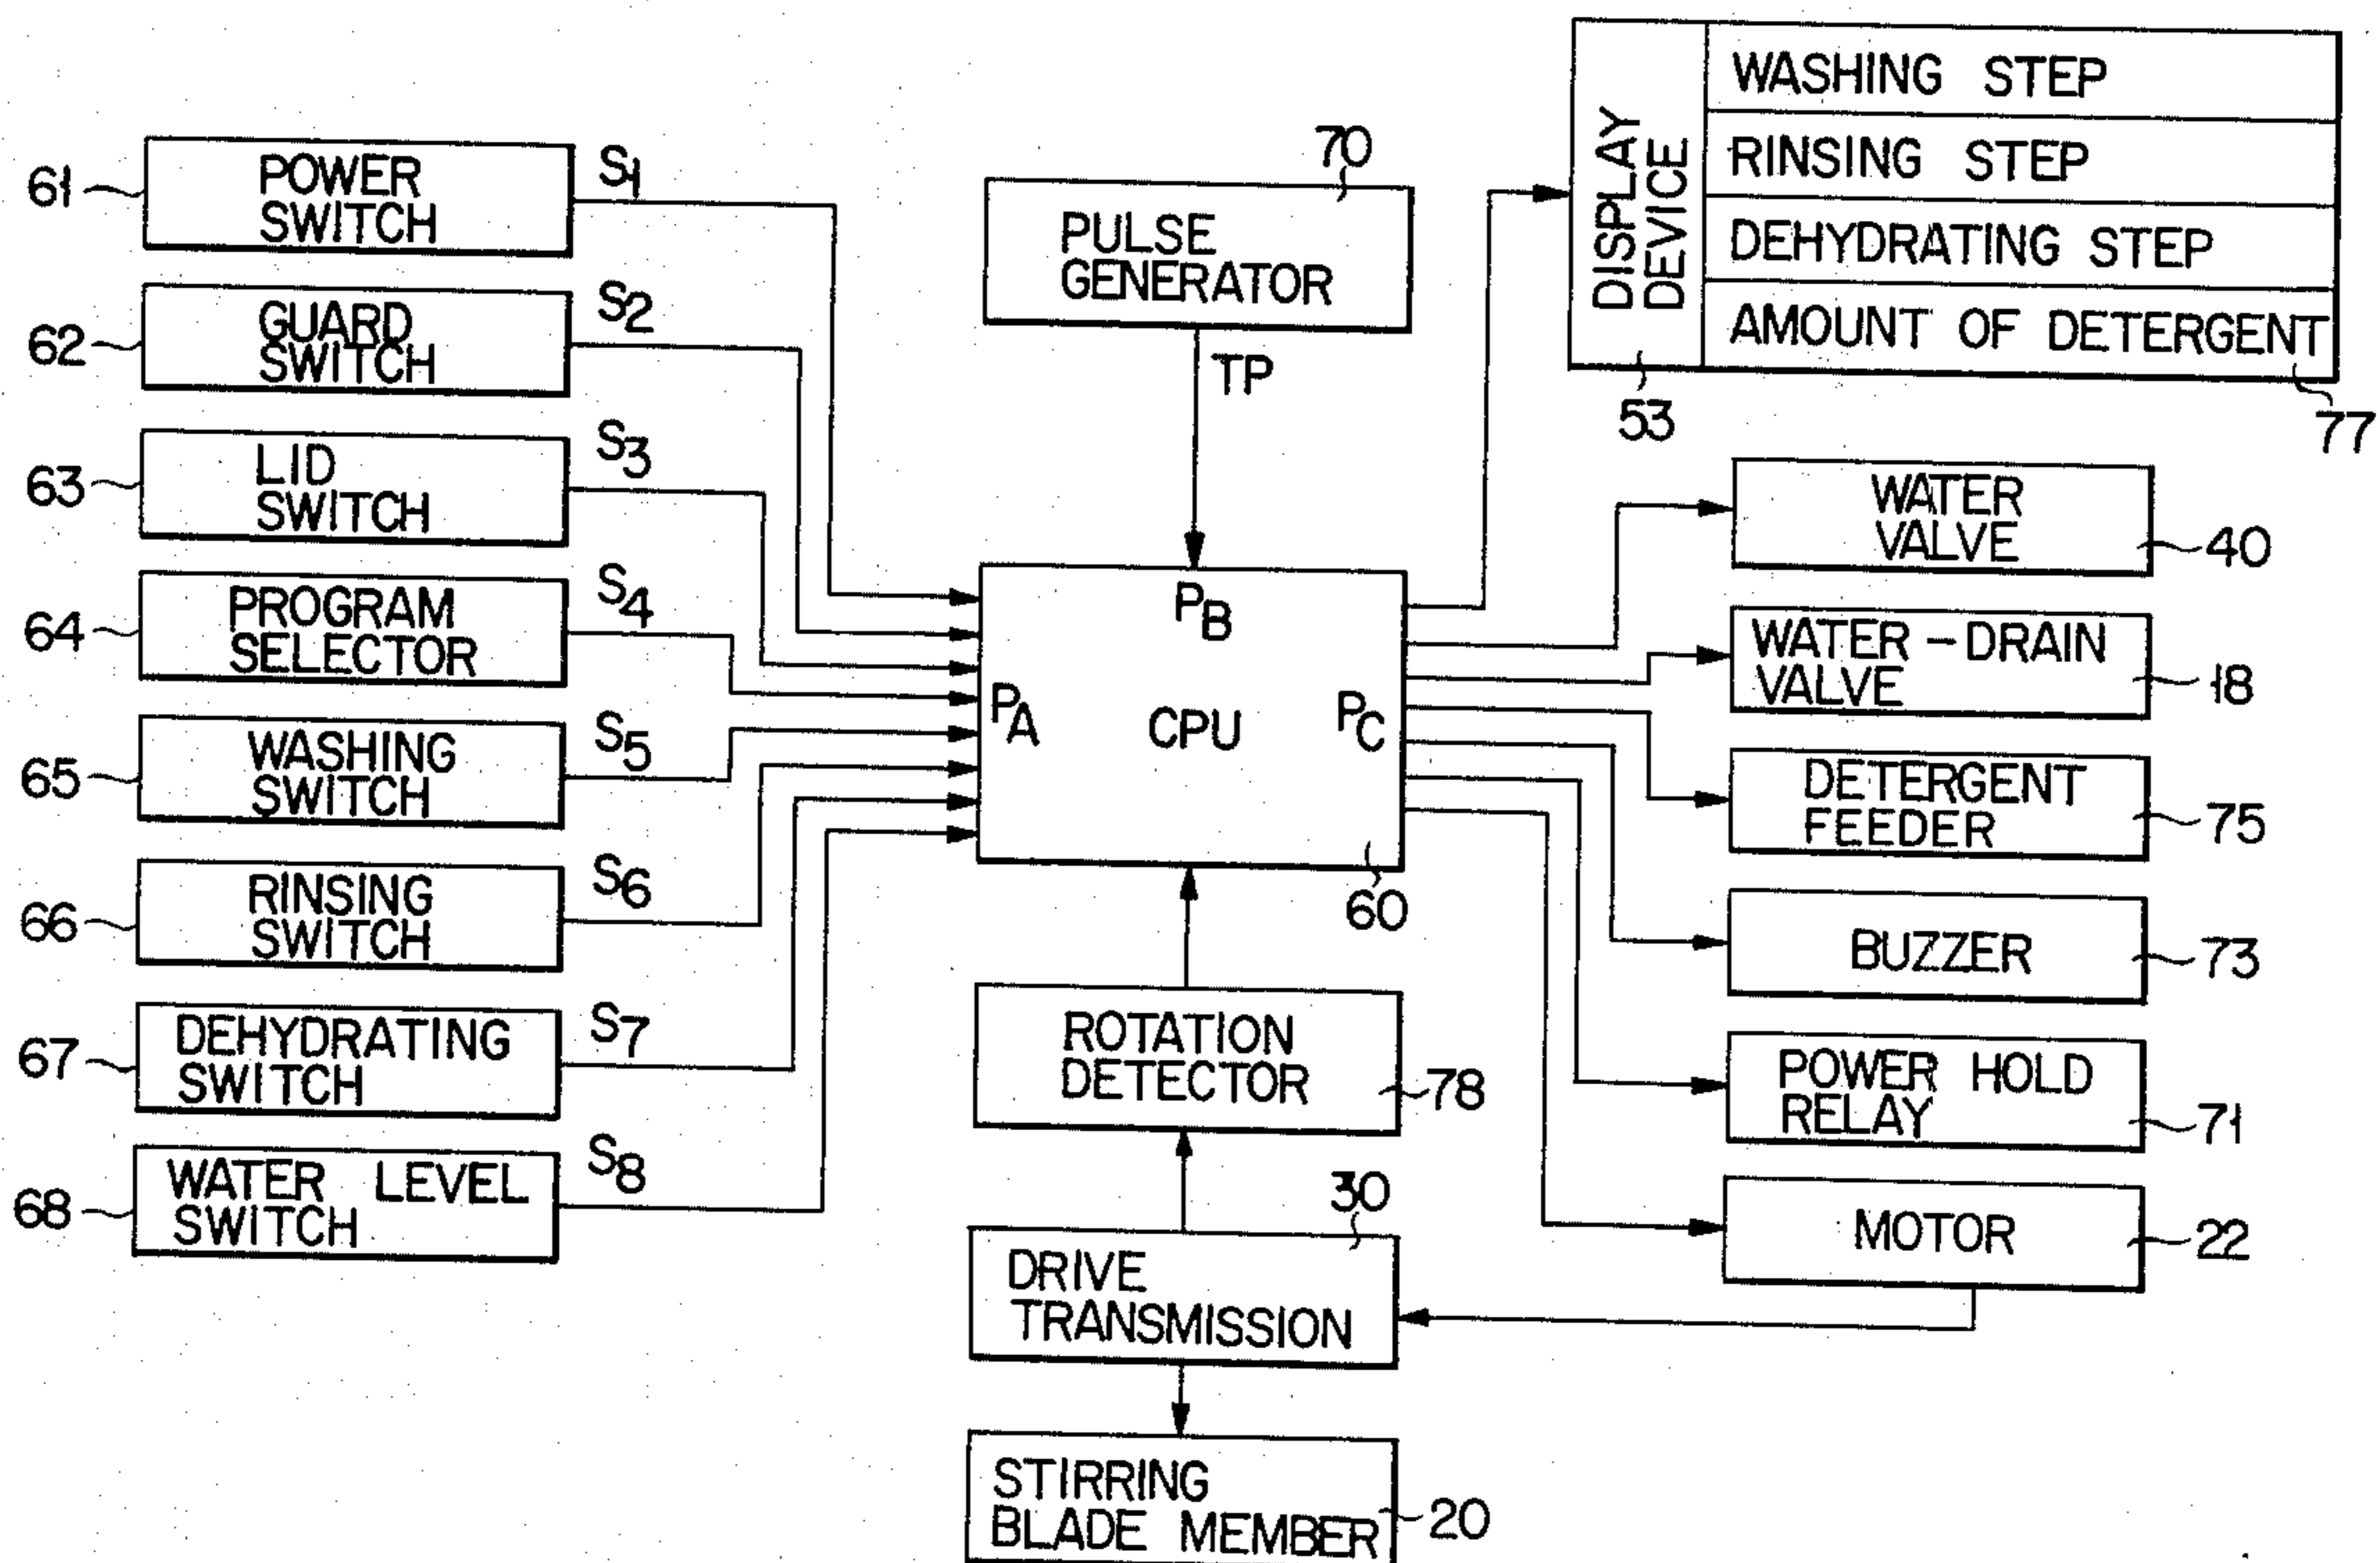 61
POWER
SWITCH
S1
62
GUARD
SWITCH
S2
63
LID
SWITCH
S3
64
PROGRAM
SELECTOR
S4
65
WASHING
SWITCH
S5
66
RINSING
SWITCH
S6
67
DEHYDRATING
SWITCH
S7
68
WATER LEVEL
SWITCH
S8
70
PULSE
GENERATOR
TP
PB
PA
CPU
PC
60
ROTATION
DETECTOR
78
30
DRIVE
TRANSMISSION
STIRRING
BLADE MEMBER
20
DISPLAY
DEVICE
WASHING STEP
RINSING STEP
DEHYDRATING STEP
AMOUNT OF DETERGENT
53
77
WATER
VALVE
40
WATER-DRAIN
VALVE
18
DETERGENT
FEEDER
75
BUZZER
73
POWER HOLD
RELAY
71
MOTOR
22